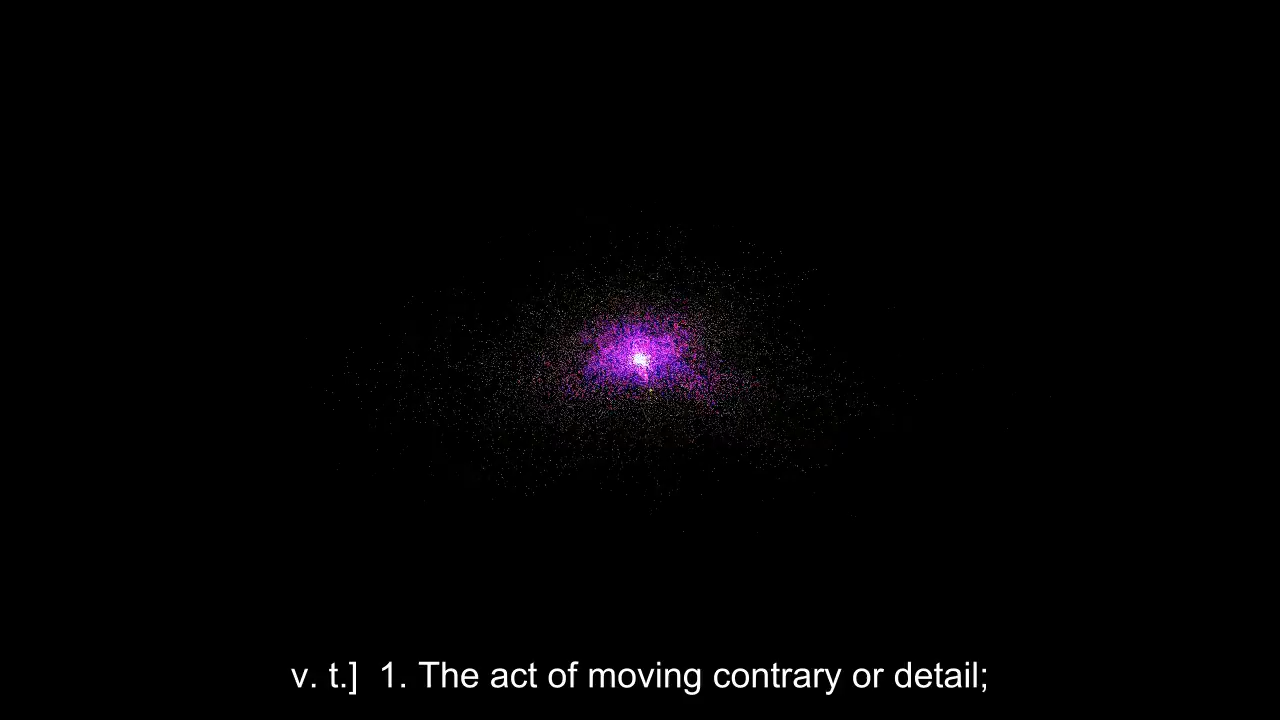 v. t.]  1. The act of moving contrary or detail;